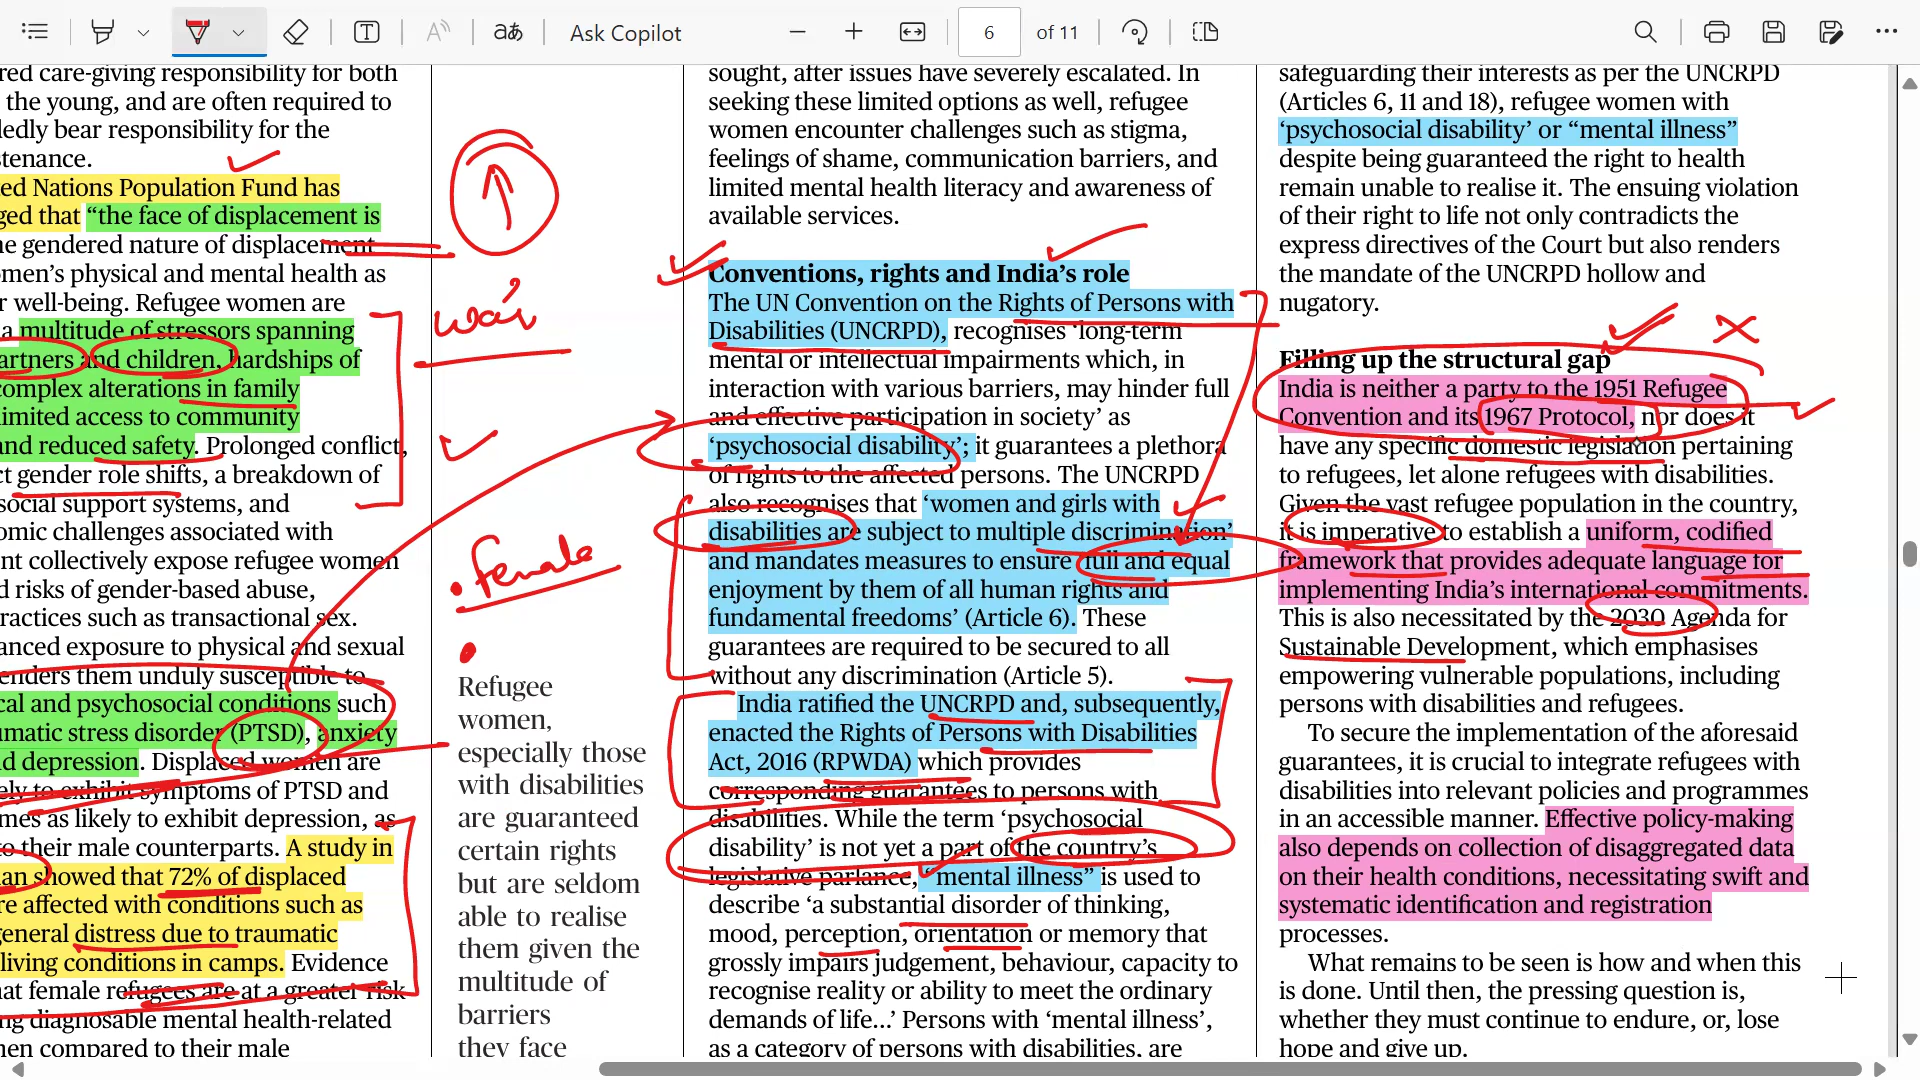 Ask Copilot
6
of 11
red care-giving responsibility for both
the young, and are often required to
ledly bear responsibility for the
stenance.
ed Nations Population Fund has
ged that “the face of displacement is
ne gendered nature of displacement
omen’s physical and mental health as
r well-being. Refugee women are
a multitude of stressors spanning
artners and children, hardships of
complex alterations in family
limited access to community
and reduced safety. Prolonged conflict,
ct gender role shifts, a breakdown of
social support systems, and
omic challenges associated with
ent collectively expose refugee women
d risks of gender-based abuse,
ractices such as transactional sex.
anced exposure to physical and sexual
enders them unduly susceptible to
cal and psychosocial conditions such
umatic stress disorder (PTSD), anxiety
d depression. Displaced women are
ely to exhibit symptoms of PTSD and
mes as likely to exhibit depression, as
to their male counterparts. A study in
an showed that 72% of displaced
re affected with conditions such as
general distress due to traumatic
living conditions in camps. Evidence
hat female refugees are at a greater risk
ng diagnosable mental health-related
hen compared to their male
female
Refugee
women,
especially those
with disabilities
are guaranteed
certain rights
but are seldom
able to realise
them given the
multitude of
barriers
they face
sought, after issues have severely escalated. In
seeking these limited options as well, refugee
women encounter challenges such as stigma,
feelings of shame, communication barriers, and
limited mental health literacy and awareness of
available services.
Conventions, rights and India’s role
The UN Convention on the Rights of Persons with
Disabilities (UNCRPD), recognises ‘long-term
mental or intellectual impairments which, in
interaction with various barriers, may hinder full
and effective participation in society’ as
‘psychosocial disability’; it guarantees a plethora
of rights to the affected persons. The UNCRPD
also recognises that ‘women and girls with
disabilities are subject to multiple discrimination’
and mandates measures to ensure ‘full and equal
enjoyment by them of all human rights and
fundamental freedoms’ (Article 6). These
guarantees are required to be secured to all
without any discrimination (Article 5).
India ratified the UNCRPD and, subsequently,
enacted the Rights of Persons with Disabilities
Act, 2016 (RPWDA) which provides
corresponding guarantees to persons with
disabilities. While the term ‘psychosocial
disability’ is not yet a part of the country’s
legislative parlance, “mental illness” is used to
describe ‘a substantial disorder of thinking,
mood, perception, orientation or memory that
grossly impairs judgement, behaviour, capacity to
recognise reality or ability to meet the ordinary
demands of life...’ Persons with ‘mental illness’,
as a category of persons with disabilities, are
safeguarding their interests as per the UNCRPD
(Articles 6, 11 and 18), refugee women with
‘psychosocial disability’ or “mental illness”
despite being guaranteed the right to health
remain unable to realise it. The ensuing violation
of their right to life not only contradicts the
express directives of the Court but also renders
the mandate of the UNCRPD hollow and
nugatory.
Filling up the structural gap
India is neither a party to the 1951 Refugee
Convention and its 1967 Protocol, nor does it
have any specific domestic legislation pertaining
to refugees, let alone refugees with disabilities.
Given the vast refugee population in the country,
it is imperative to establish a uniform, codified
framework that provides adequate language for
implementing India’s international commitments.
This is also necessitated by the 2030 Agenda for
Sustainable Development, which emphasises
empowering vulnerable populations, including
persons with disabilities and refugees.
To secure the implementation of the aforesaid
guarantees, it is crucial to integrate refugees with
disabilities into relevant policies and programmes
in an accessible manner. Effective policy-making
also depends on collection of disaggregated data
on their health conditions, necessitating swift and
systematic identification and registration
processes.
What remains to be seen is how and when this
is done. Until then, the pressing question is,
whether they must continue to endure, or, lose
hope and give up.